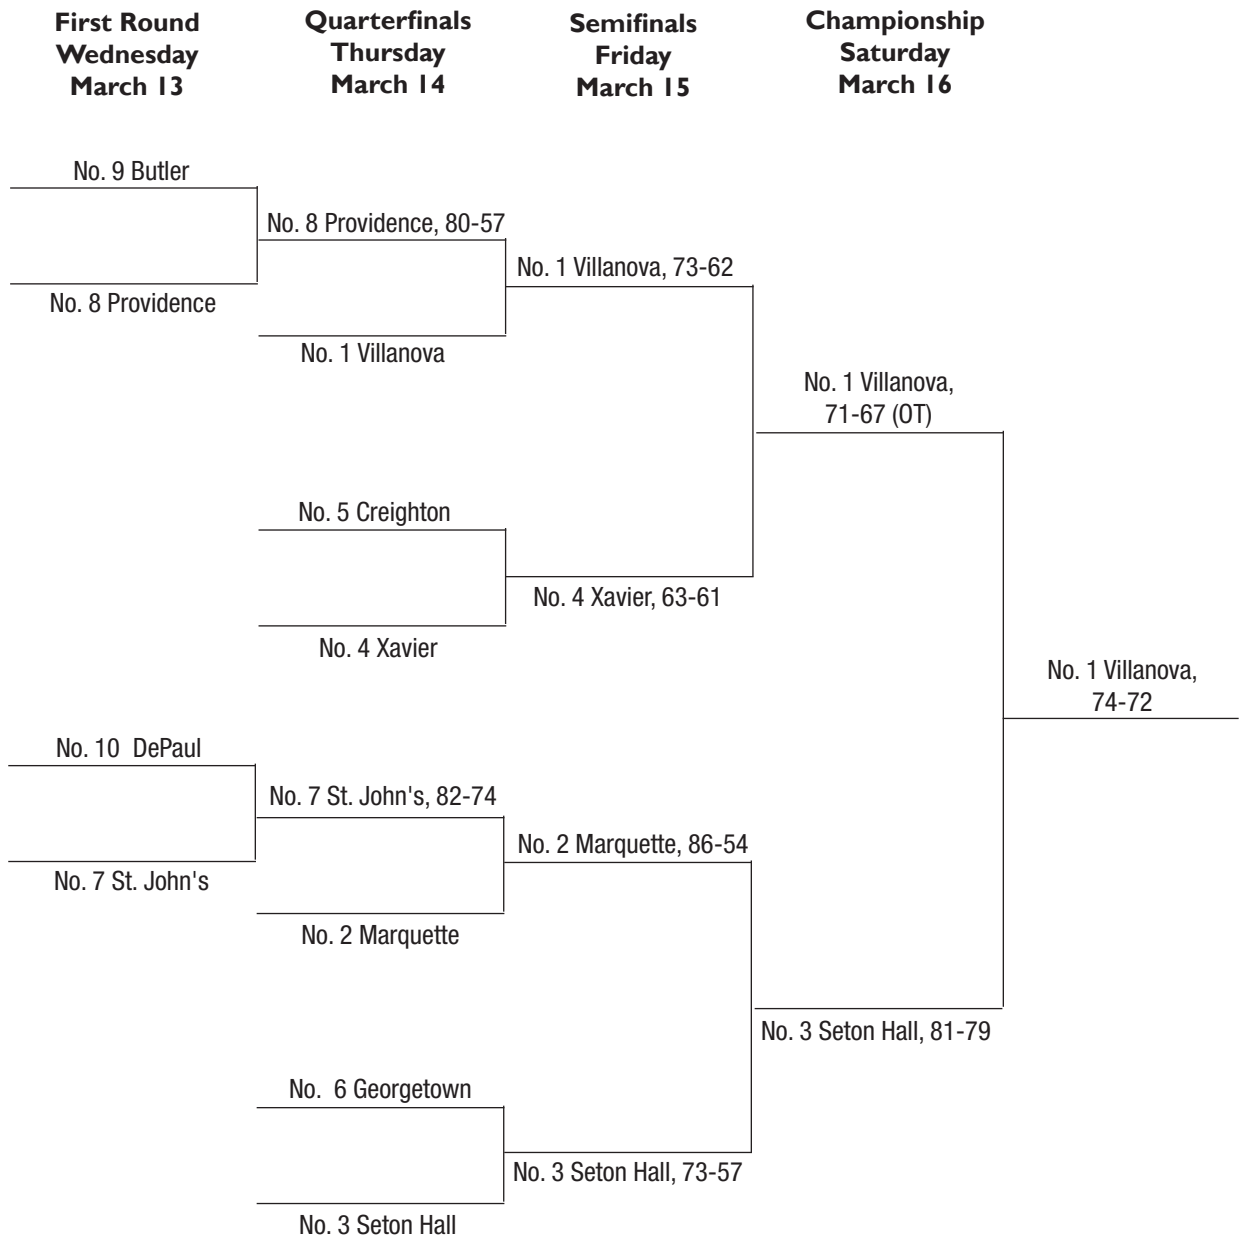 First Round
Wednesday
March 13
Quarterfinals
Thursday
March 14
Semifinals
Friday
March 15
Championship
Saturday
March 16
No. 9 Butler
No. 8 Providence, 80-57
No. 1 Villanova, 73-62
No. 8 Providence
No. 1 Villanova
No. 1 Villanova,
71-67 (OT)
No. 5 Creighton
No. 4 Xavier, 63-61
No. 4 Xavier
No. 1 Villanova,
74-72
No. 10 DePaul
No. 7 St. John's, 82-74
No. 2 Marquette, 86-54
No. 7 St. John's
No. 2 Marquette
No. 3 Seton Hall, 81-79
No. 6 Georgetown
No. 3 Seton Hall, 73-57
No. 3 Seton Hall